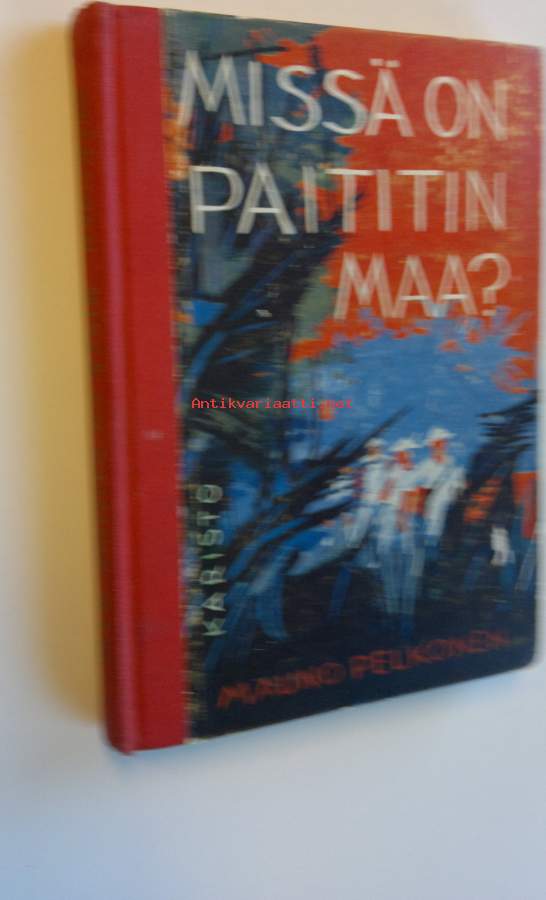 MISSÄ ON
PAITITIN
MAA?
Antikvariaatti.net
KARISTO
MAUNO PELKONEN